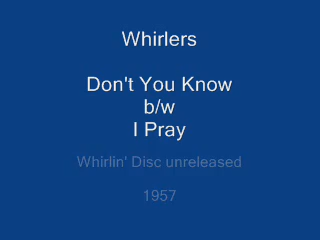 Whirlers
Don't You Know
b/w
I Pray
Whirlin' Disc unreleased
1957